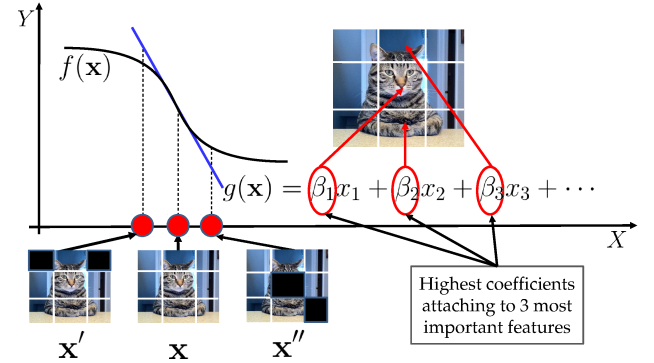 Y
f(x)
g(x) = β₁x₁ + β₂x₂ + β₃x₃ + ⋯
X
Highest coefficients
attaching to 3 most
important features
x′ x x″